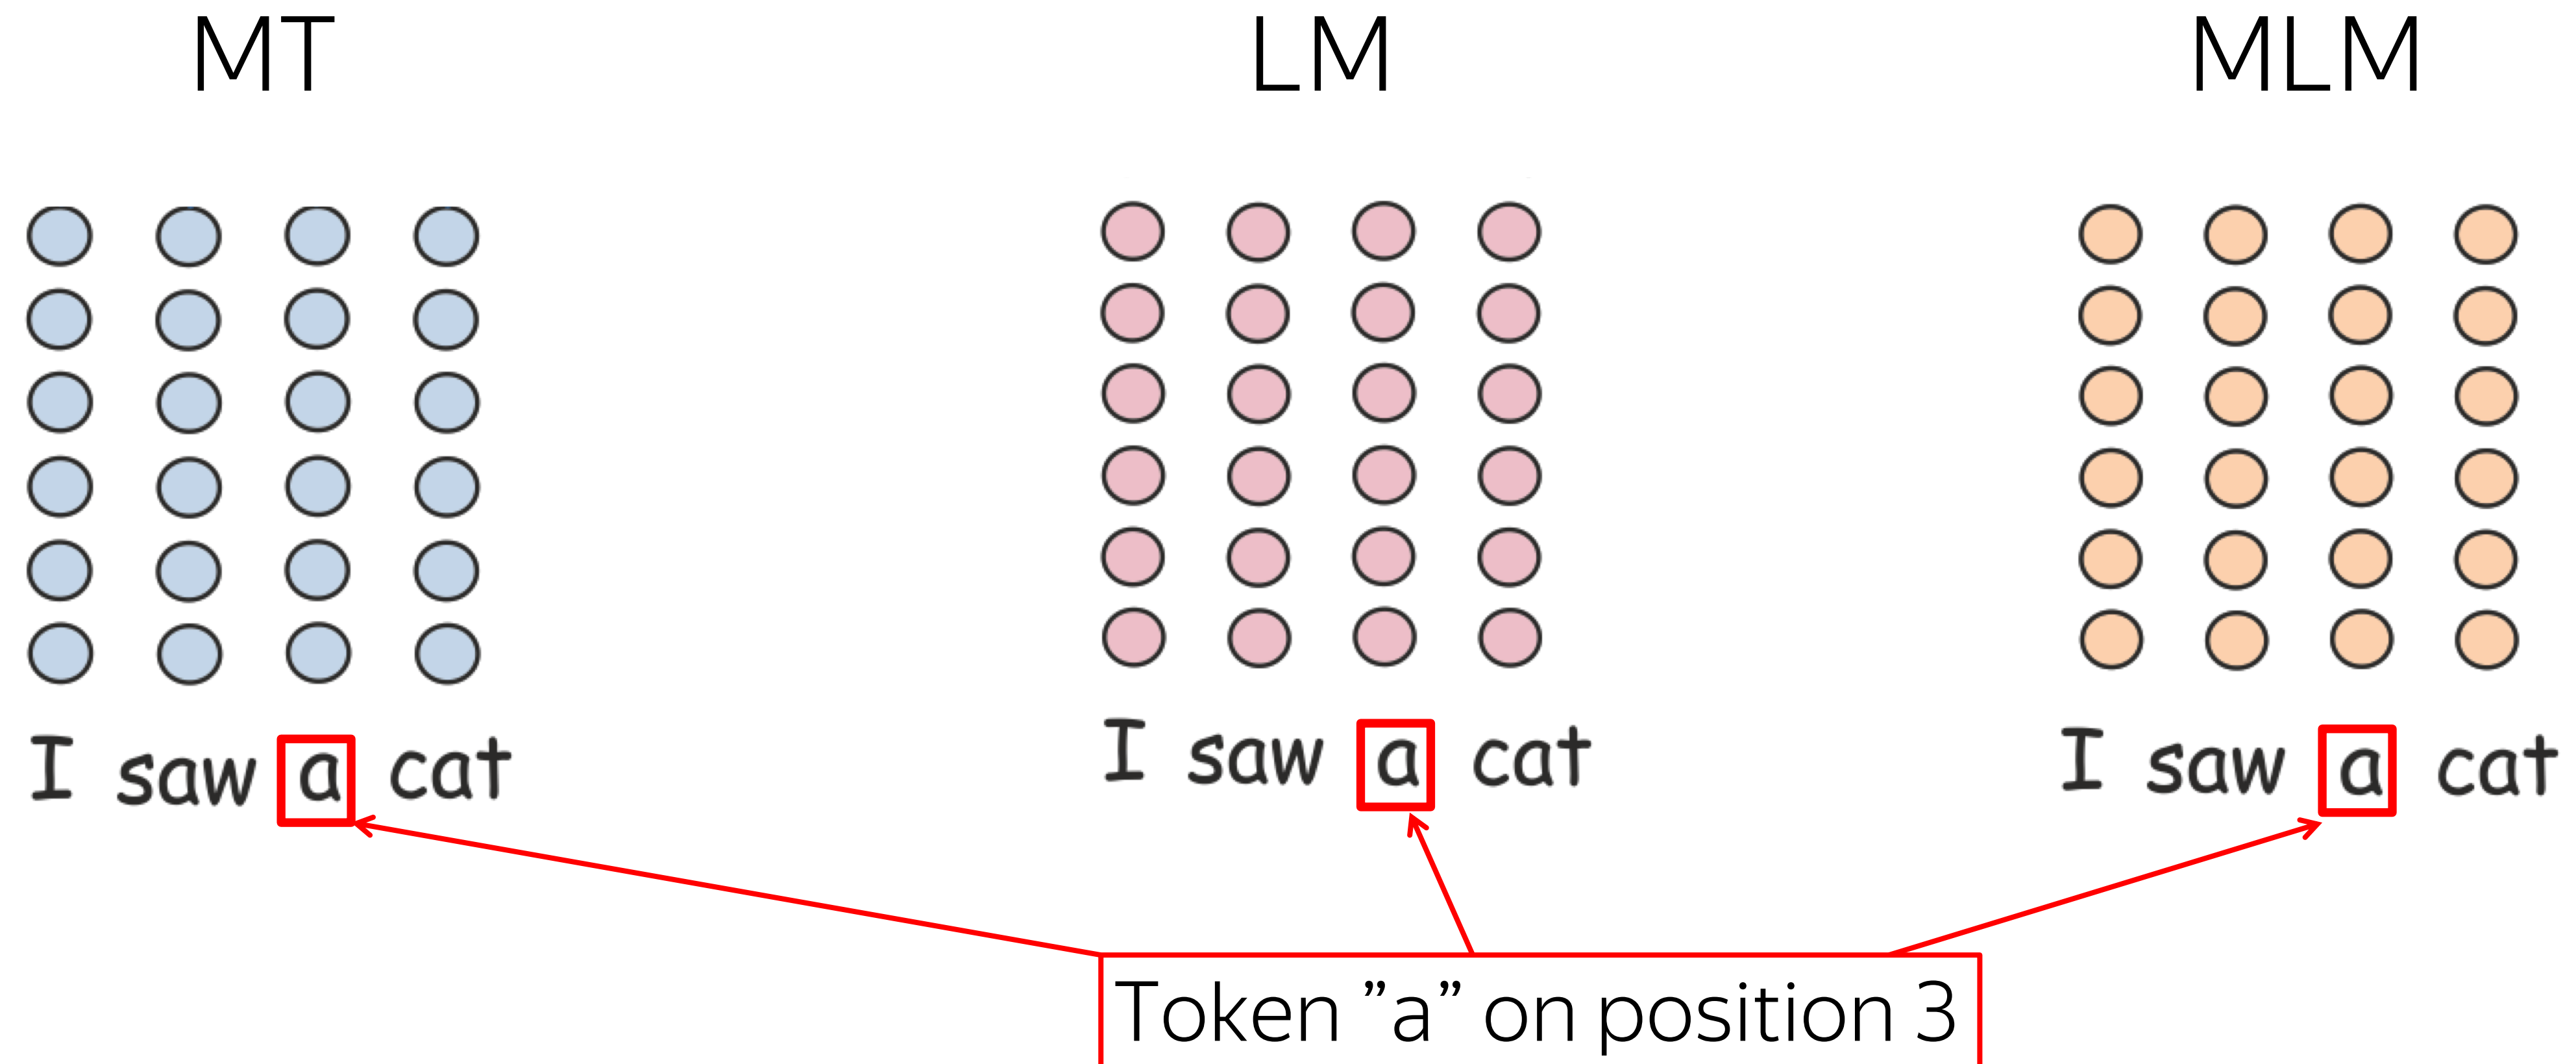 MT
LM
MLM
I saw a cat
I saw a cat
I saw a cat
Token ”a” on position 3